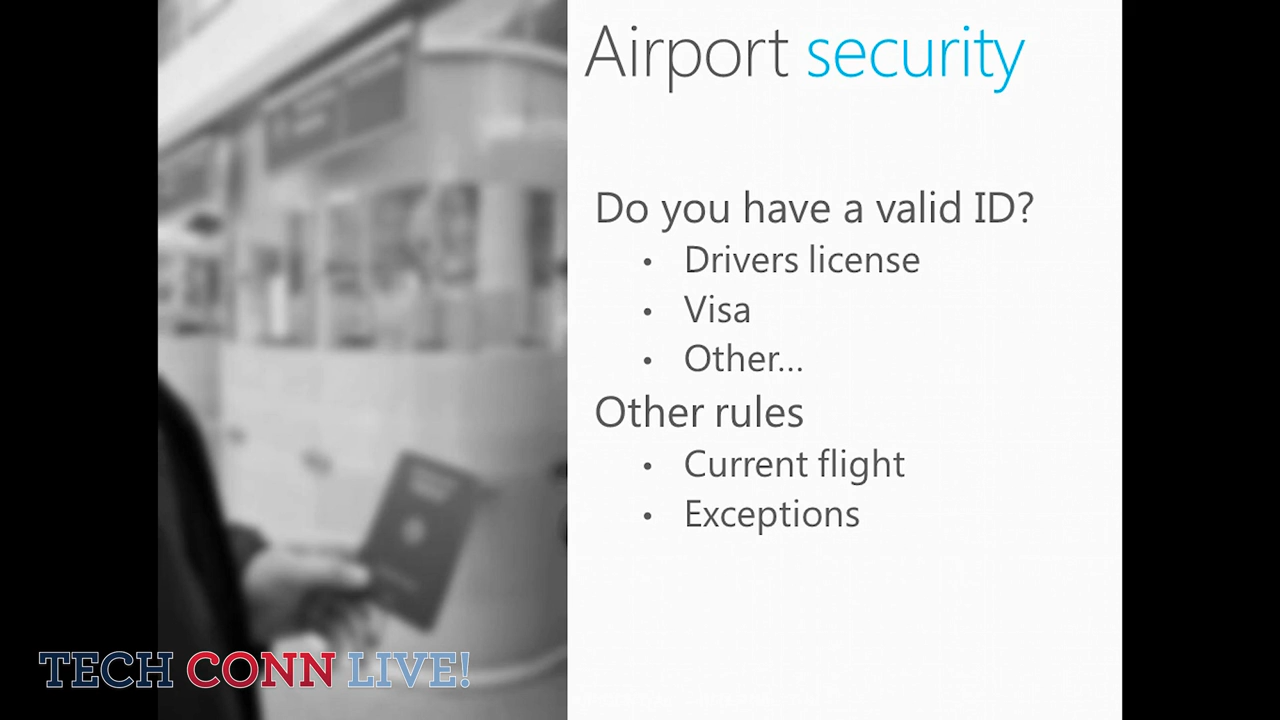 Airport security
Do you have a valid ID?
• Drivers license
• Visa
• Other...
Other rules
• Current flight
• Exceptions
TECH CONN LIVE!